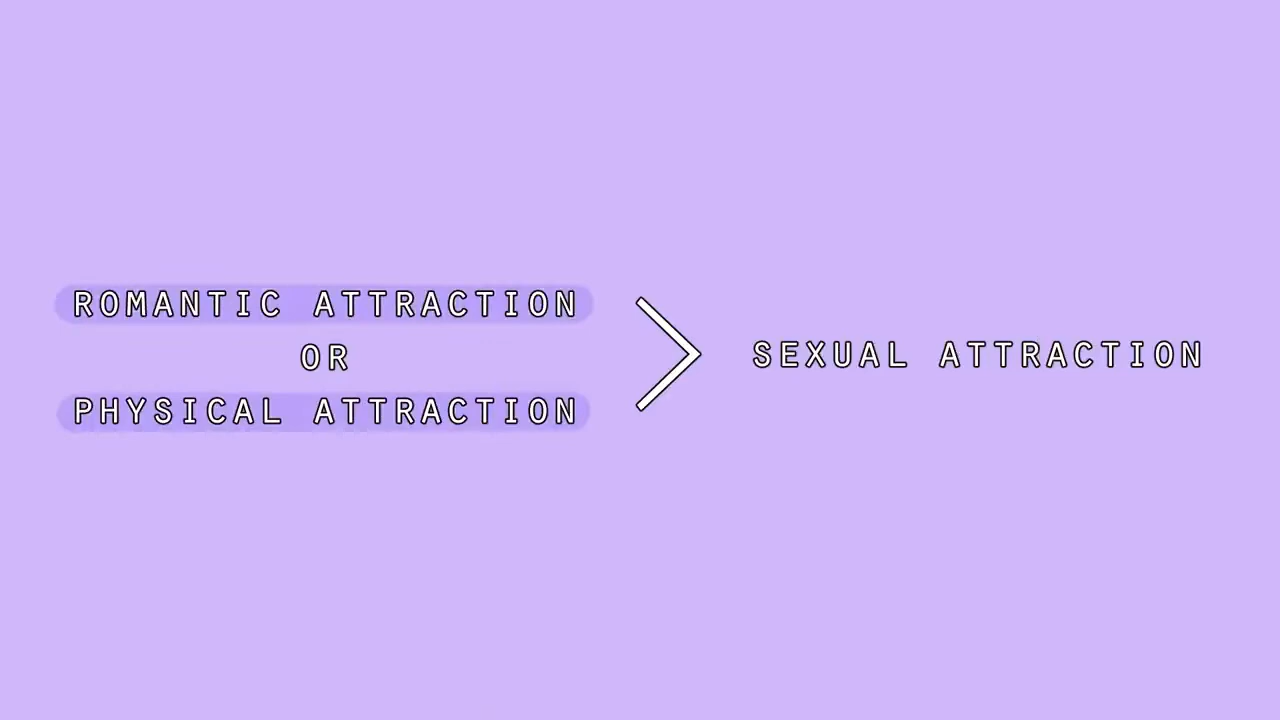 ROMANTIC ATTRACTION
OR
PHYSICAL ATTRACTION
>
SEXUAL ATTRACTION